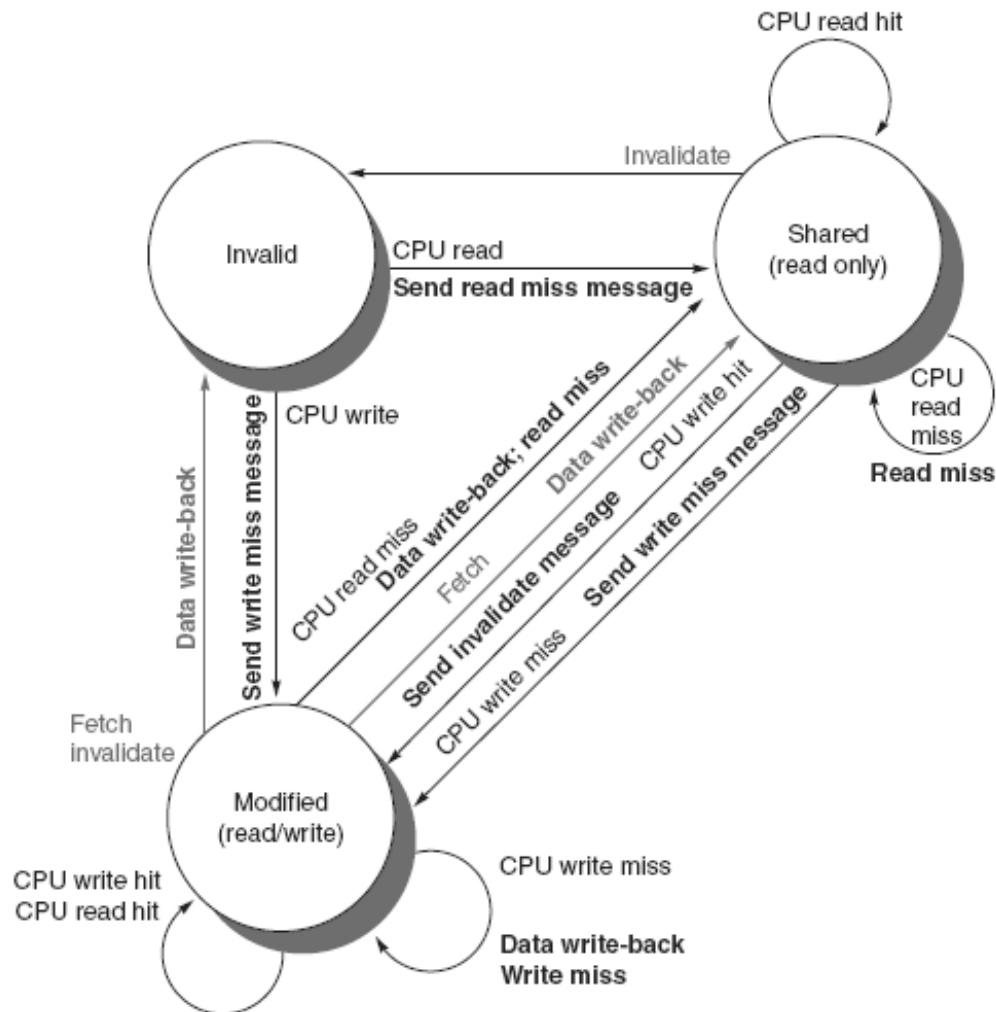 CPU read hit
Invalidate
Invalid
Shared
(read only)
CPU read
Send read miss message
CPU write
Send write miss message
Data write-back
Fetch
invalidate
CPU read miss
Data write-back; read miss
Fetch
Data write-back
CPU write hit
Send invalidate message
CPU write miss
Send write miss message
CPU
read
miss
Read miss
Modified
(read/write)
CPU write hit
CPU read hit
CPU write miss
Data write-back
Write miss